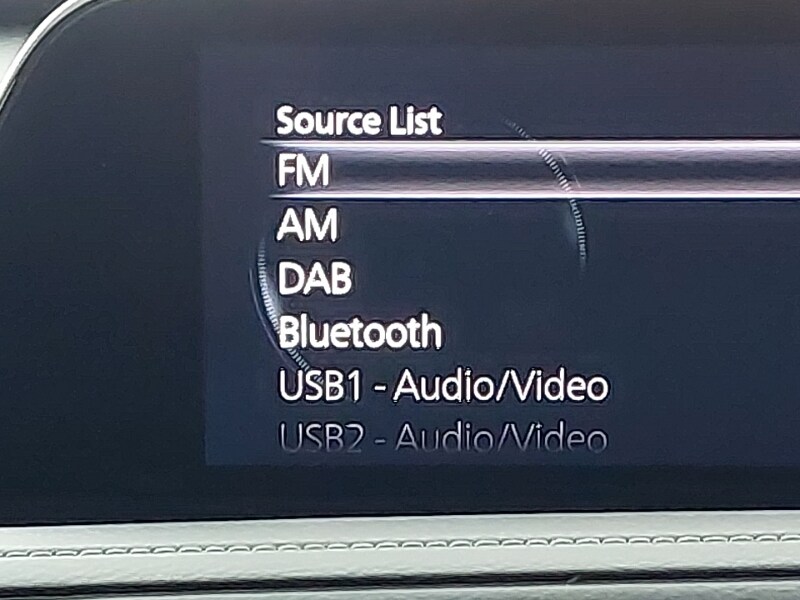 Source List
FM
AM
DAB
Bluetooth
USB1 - Audio/Video
USB2 - Audio/Video